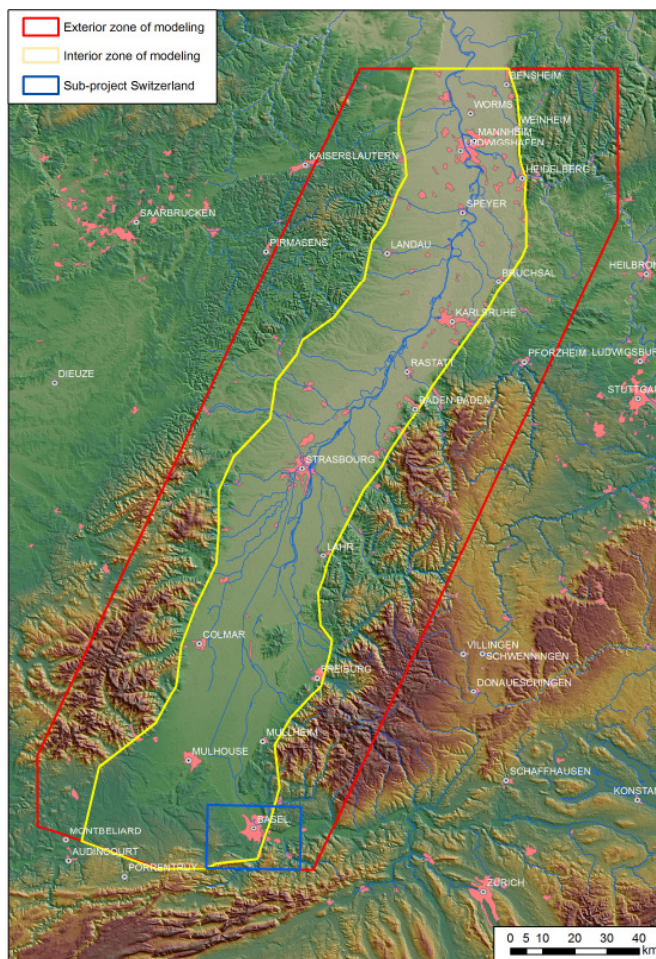 Exterior zone of modeling
Interior zone of modeling
Sub-project Switzerland
BENSHEIM
WORMS
WEINHEIM
MANNHEIM
LUDWIGSHAFEN
KAISERSLAUTERN
HEIDELBERG
SPEYER
SAARBRUCKEN
PIRMASENS
LANDAU
HEILBRON
BRUCHSAL
KARLSRUHE
PFORZHEIM
LUDWIGSBUR
RASTATT
DIEUZE
STUTTGA
BADEN-BADEN
STRASBOURG
LAHR
COLMAR
VILLINGEN
SCHWENNINGEN
FREIBURG
DONAUESCHINGEN
MULLHEIM
MULHOUSE
SCHAFFHAUSEN
KONSTAN
BASEL
MONTBELIARD
AUDINCOURT
PORRENTRUY
ZURICH
0 5 10 20 30 40
km